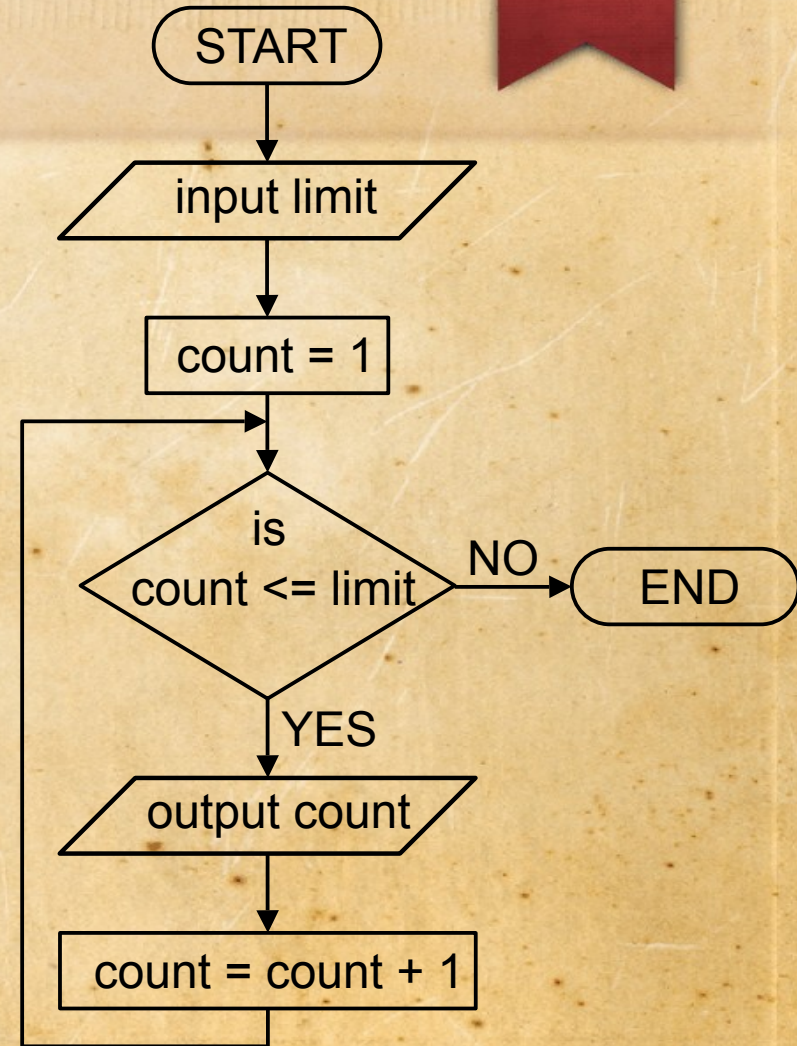 START
input limit
count = 1
is
count <= limit
NO
END
YES
output count
count = count + 1